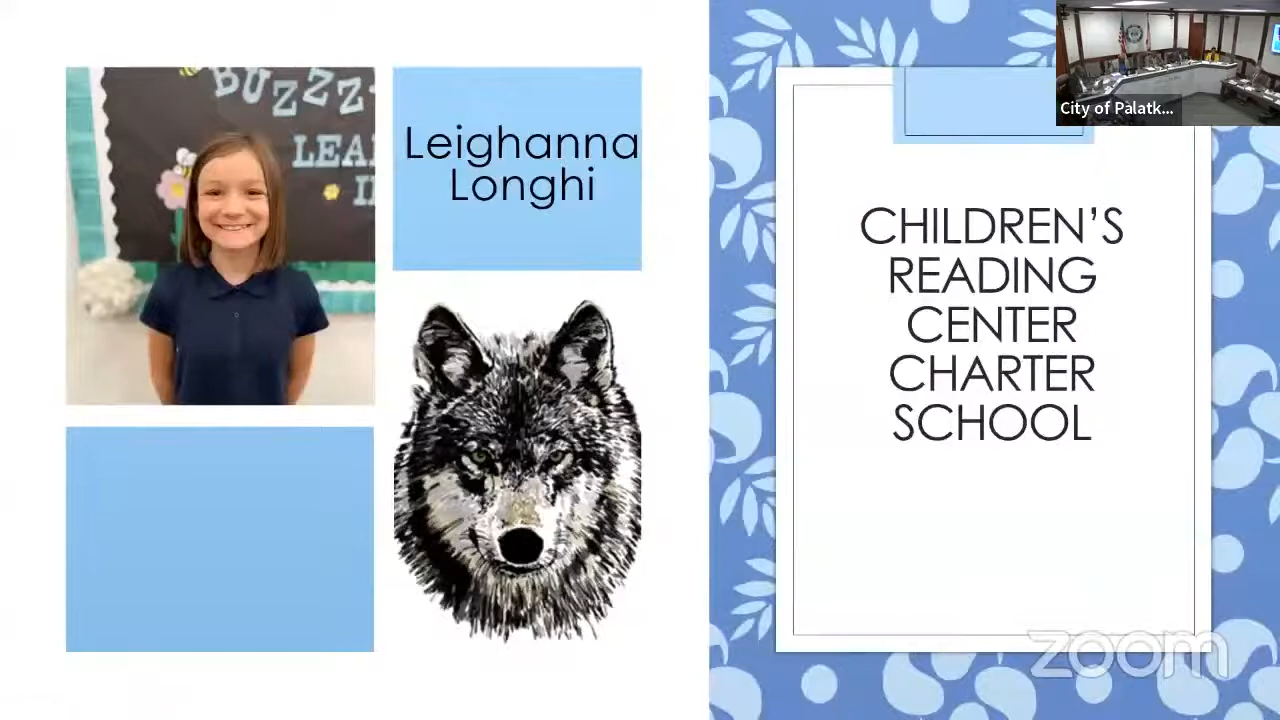 BUZZZ
LEA
I
Leighanna
Longhi
City of Palatk...
CHILDREN'S
READING
CENTER
CHARTER
SCHOOL
zoom